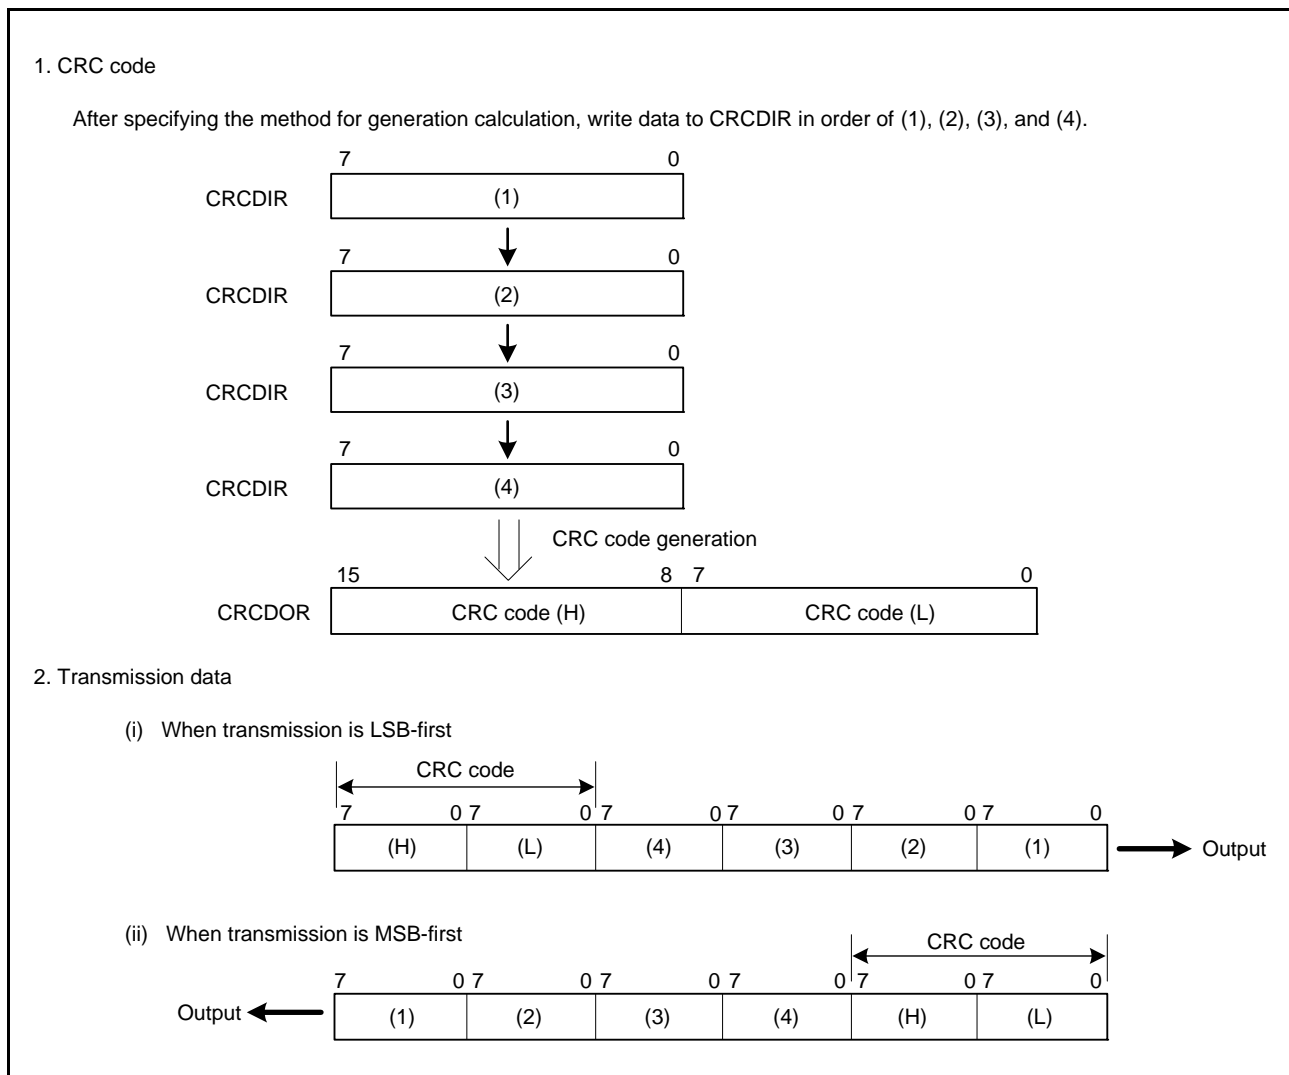 1. CRC code
After specifying the method for generation calculation, write data to CRCDIR in order of (1), (2), (3), and (4).
7 0
CRCDIR (1)
7 0
CRCDIR (2)
7 0
CRCDIR (3)
7 0
CRCDIR (4)
CRC code generation
15 8 7 0
CRCDOR CRC code (H) CRC code (L)
2. Transmission data
(i) When transmission is LSB-first
CRC code
7 0 7 0 7 0 7 0 7 0 7 0
(H) (L) (4) (3) (2) (1) Output
(ii) When transmission is MSB-first
CRC code
7 0 7 0 7 0 7 0 7 0 7 0
Output (1) (2) (3) (4) (H) (L)